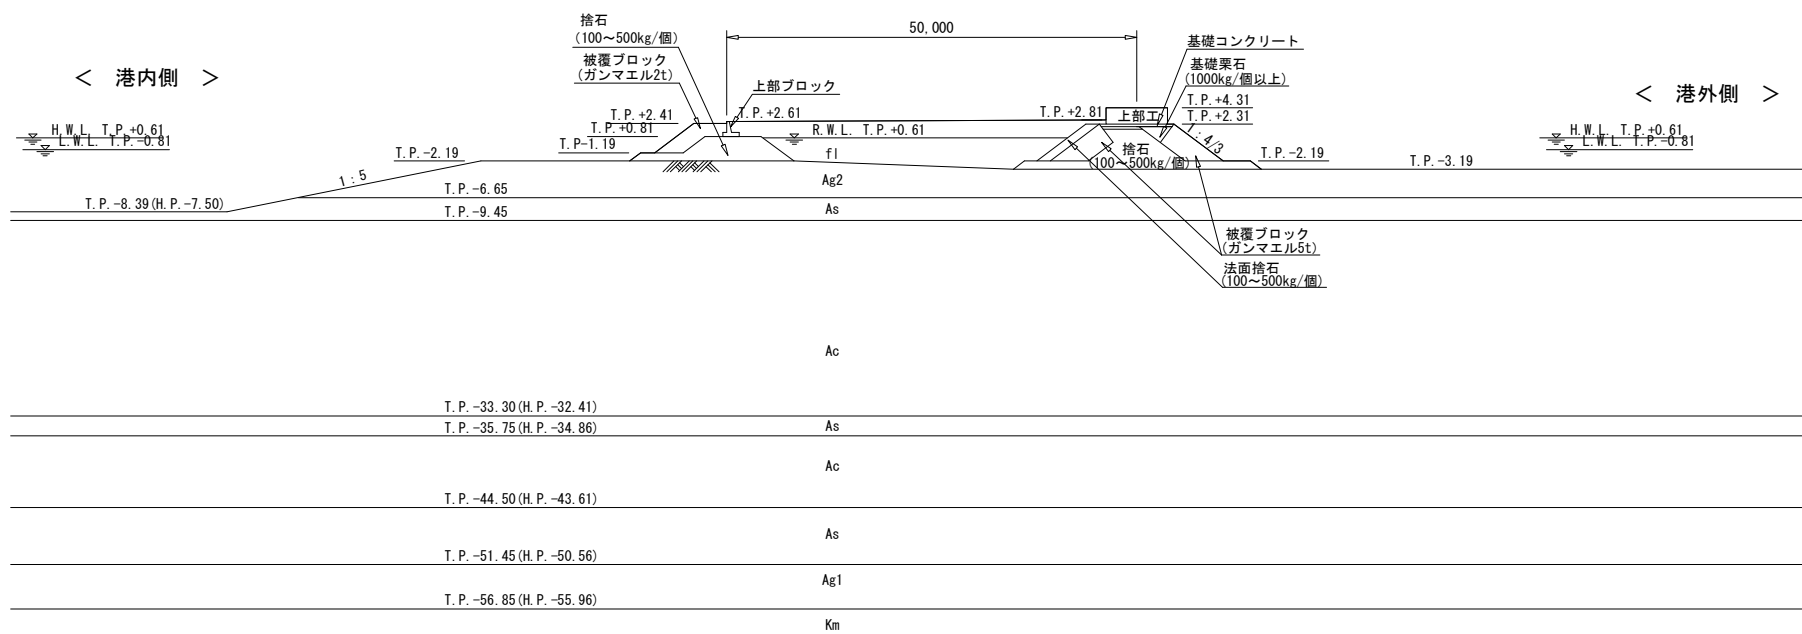 捨石
(100～500kg/個)
50,000
被覆ブロック
(ガンマエル2t)
基礎コンクリート
基礎栗石
(1000kg/個以上)
＜ 港内側 ＞
＜ 港外側 ＞
上部ブロック
T.P.+2.41
T.P.+2.61
T.P.+2.81
上部工
T.P.+4.31
T.P.+2.31
H.W.L. T.P.+0.61
L.W.L. T.P.-0.81
T.P.+0.81
R.W.L. T.P.+0.61
1:4/3
H.W.L. T.P.+0.61
L.W.L. T.P.-0.81
T.P-1.19
T.P.-2.19
fl
捨石
(100～500kg/個)
T.P.-2.19
T.P.-3.19
1:5
Ag2
T.P.-6.65
T.P.-8.39(H.P.-7.50)
T.P.-9.45
As
被覆ブロック
(ガンマエル5t)
法面捨石
(100～500kg/個)
Ac
T.P.-33.30(H.P.-32.41)
T.P.-35.75(H.P.-34.86)
As
Ac
T.P.-44.50(H.P.-43.61)
As
T.P.-51.45(H.P.-50.56)
Ag1
T.P.-56.85(H.P.-55.96)
Km